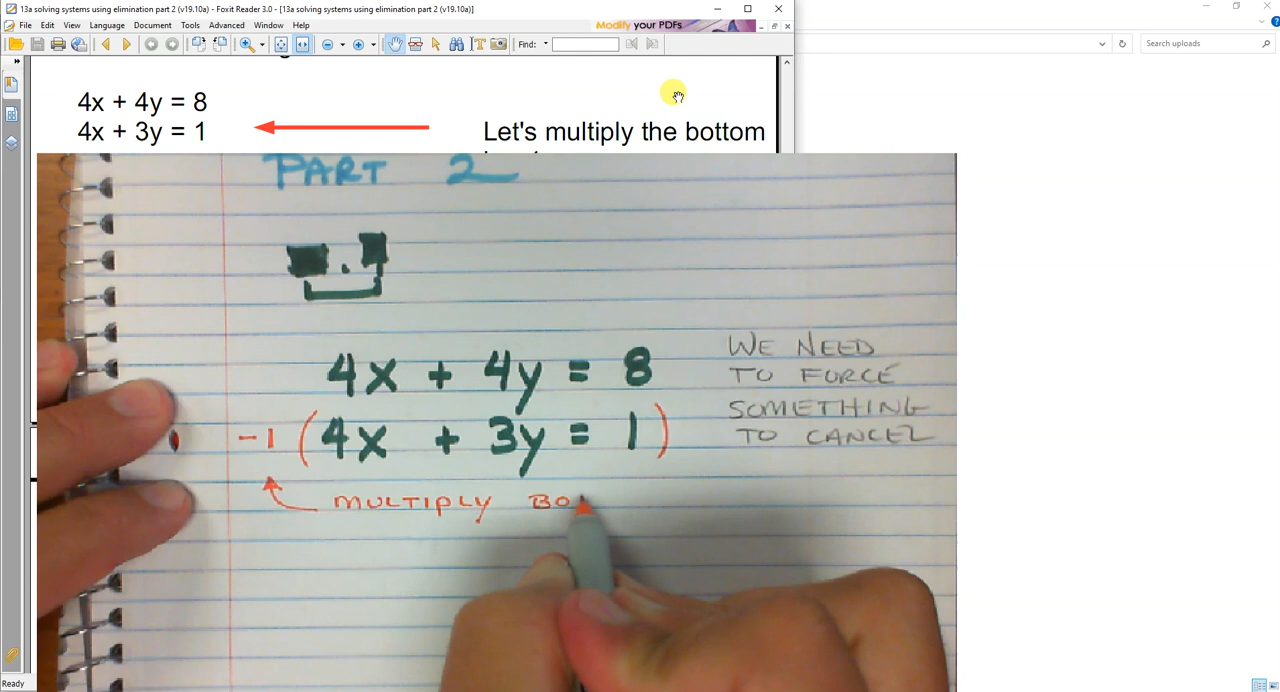 13a solving systems using elimination part 2 (v19.10a) - Foxit Reader 3.0 - [13a solving systems using elimination part 2 (v19.10a)]
File Edit View Language Document Tools Advanced Window Help
Modify your PDFs
Find:
Search uploads
4x + 4y = 8
4x + 3y = 1
Let's multiply the bottom
PART 2
4x + 4y = 8
-1 (4x + 3y = 1)
WE NEED
TO FORCE
SOMETHING
TO CANCEL
MULTIPLY BO
Ready